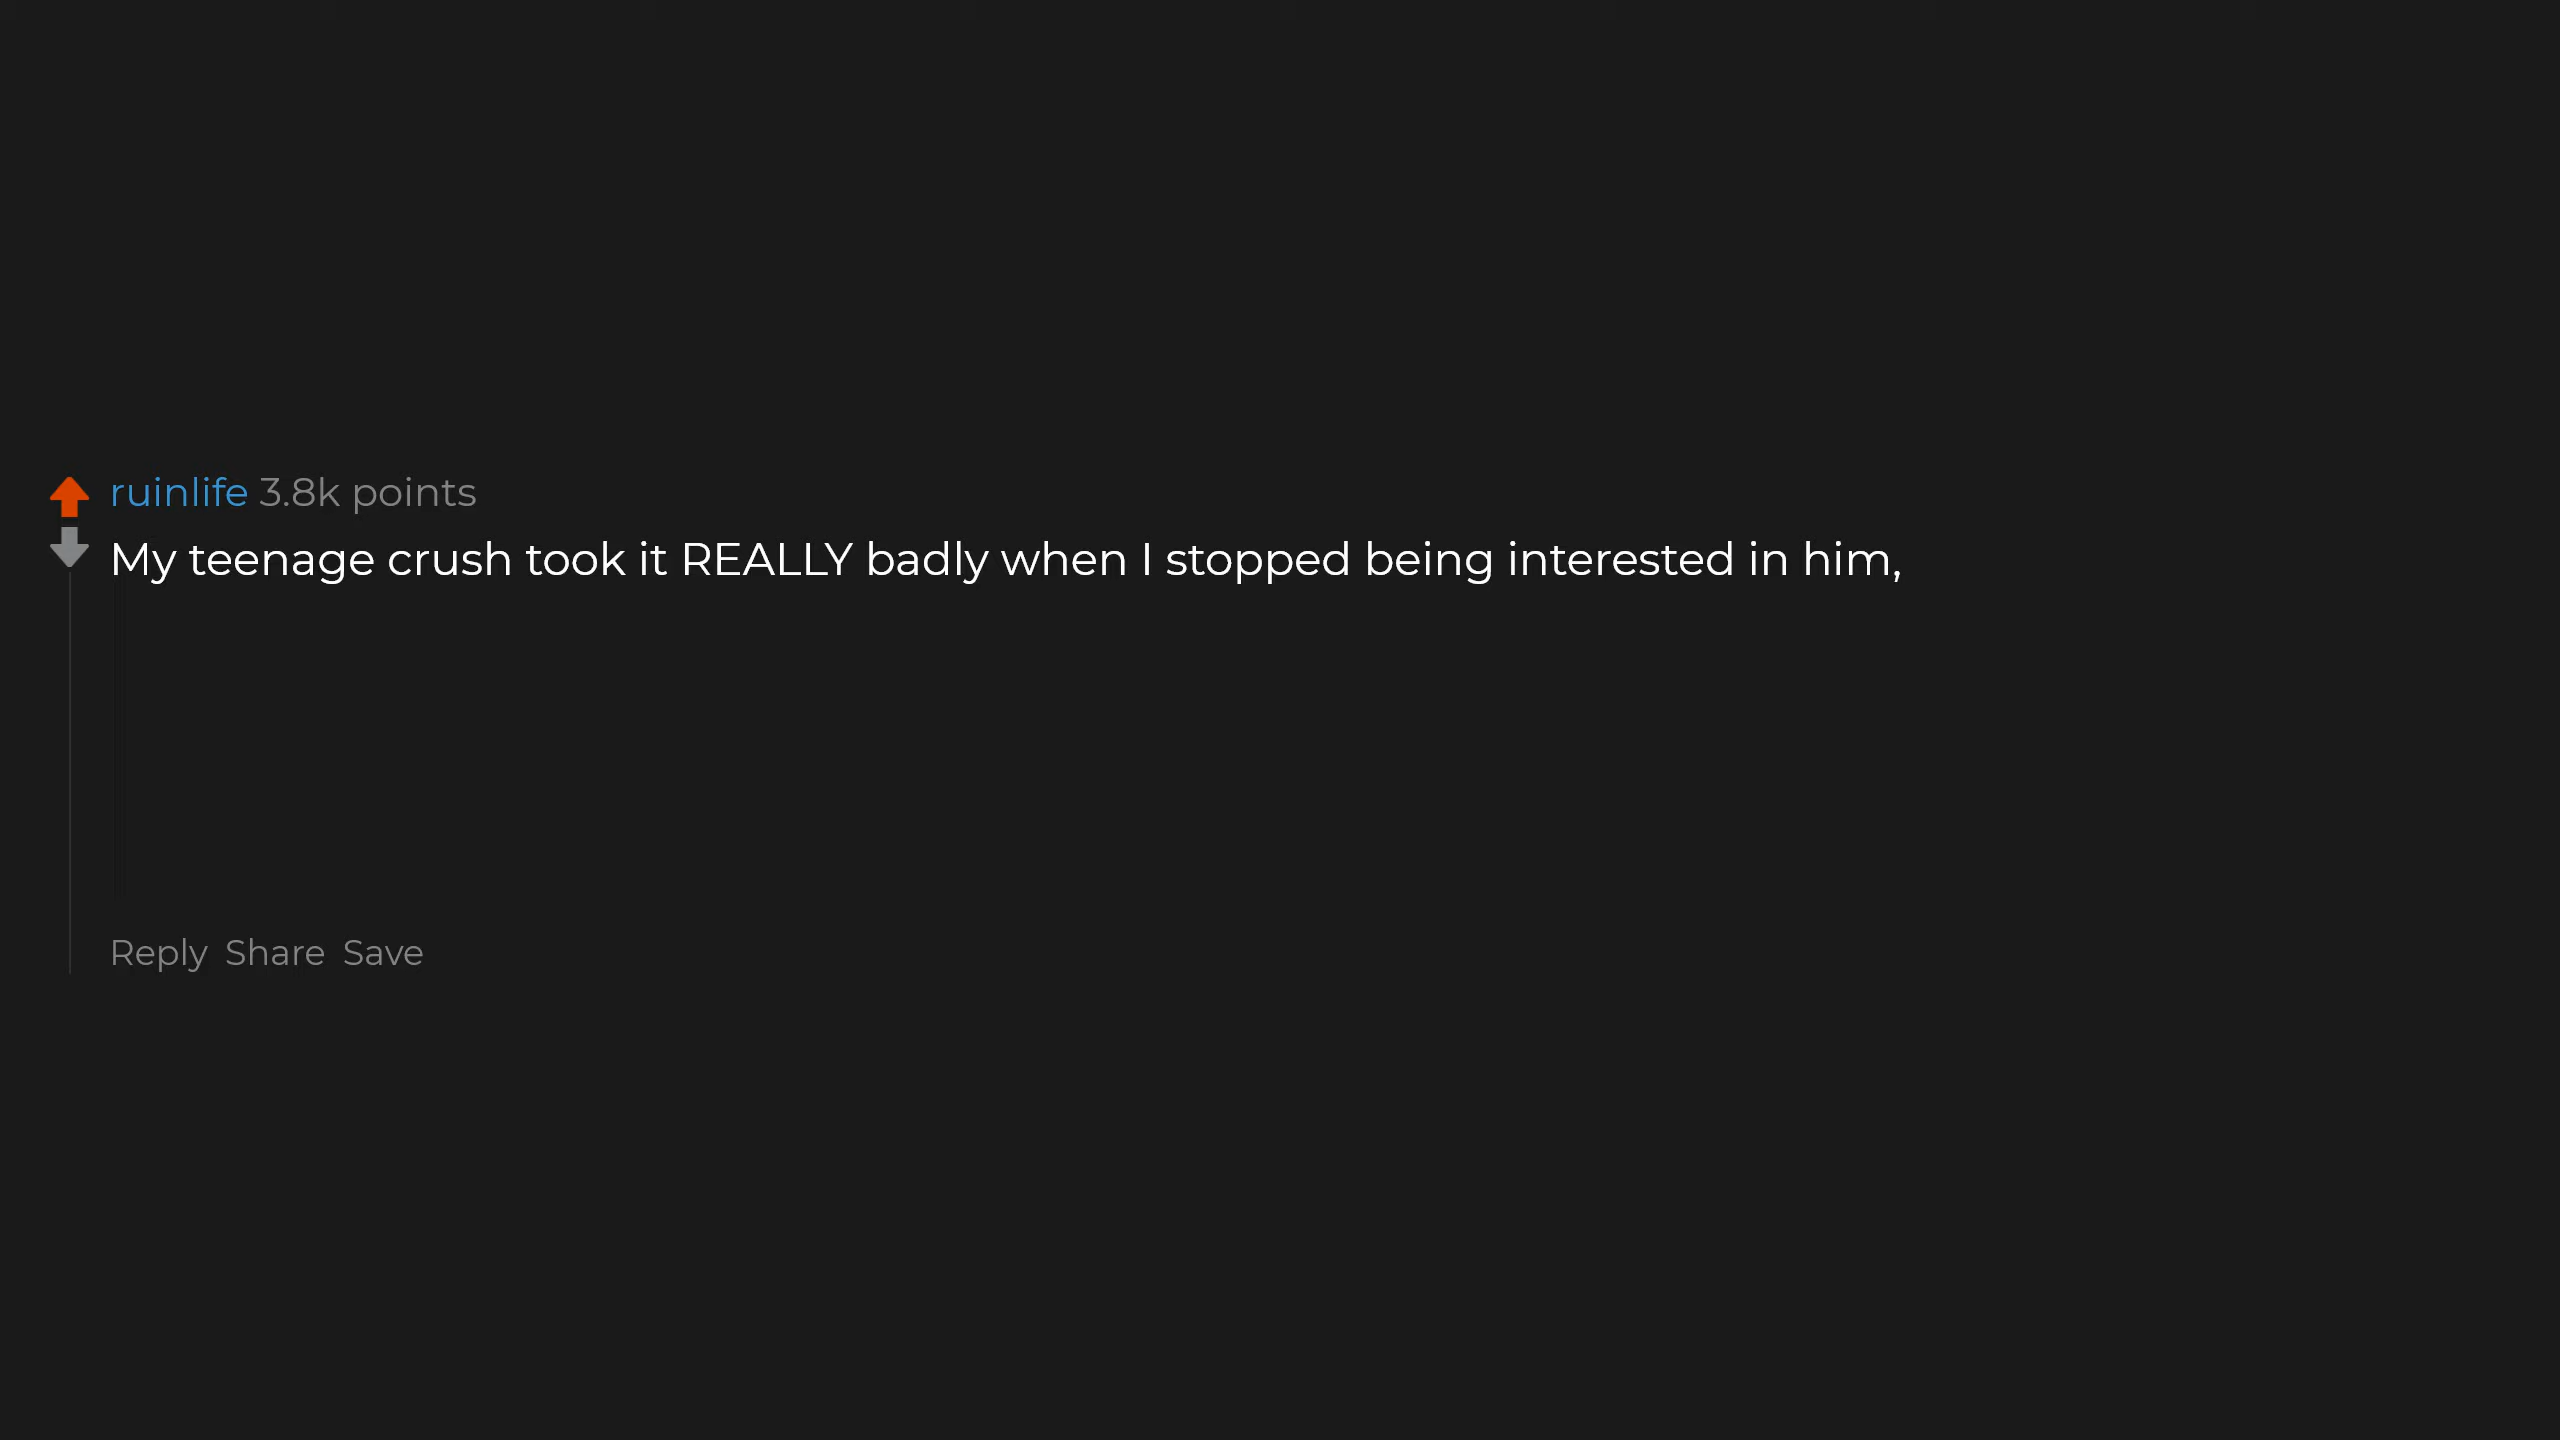 ruinlife 3.8k points
My teenage crush took it REALLY badly when I stopped being interested in him,
Reply Share Save